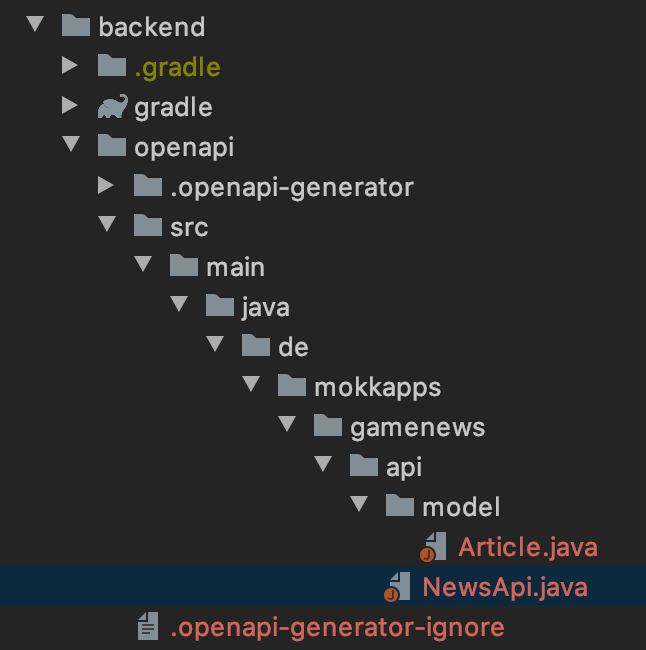 backend
.gradle
gradle
openapi
.openapi-generator
src
main
java
de
mokkapps
gamenews
api
model
Article.java
NewsApi.java
.openapi-generator-ignore